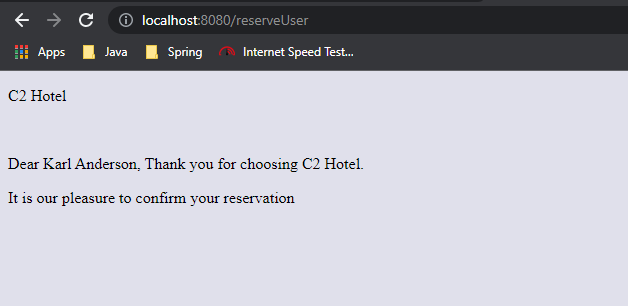 localhost:8080/reserveUser
Apps Java Spring Internet Speed Test...
C2 Hotel
Dear Karl Anderson, Thank you for choosing C2 Hotel.
It is our pleasure to confirm your reservation